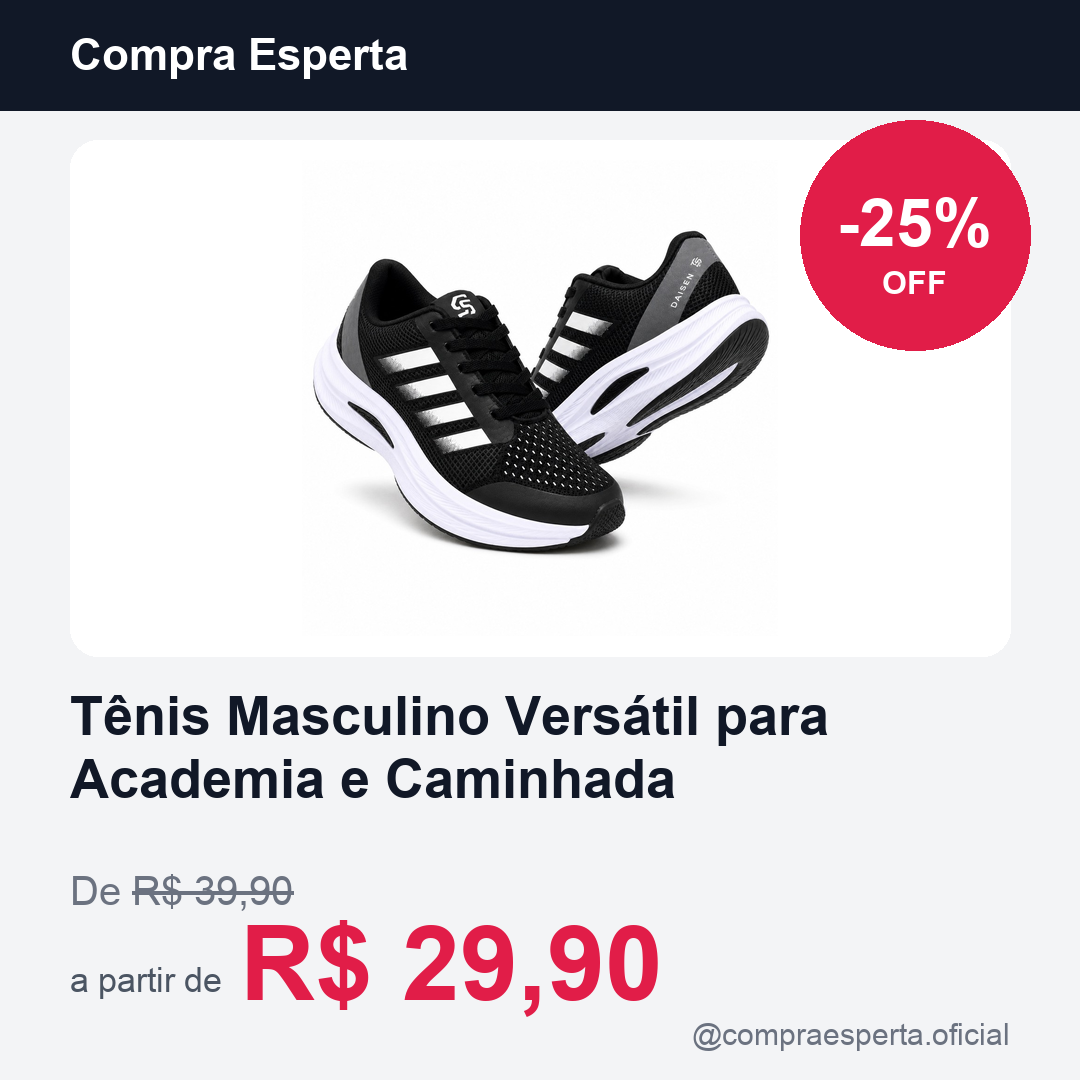 Compra Esperta
-25%
OFF
DAISEN
Tênis Masculino Versátil para
Academia e Caminhada
De R$ 39,90
a partir de R$ 29,90
@compraesperta.oficial